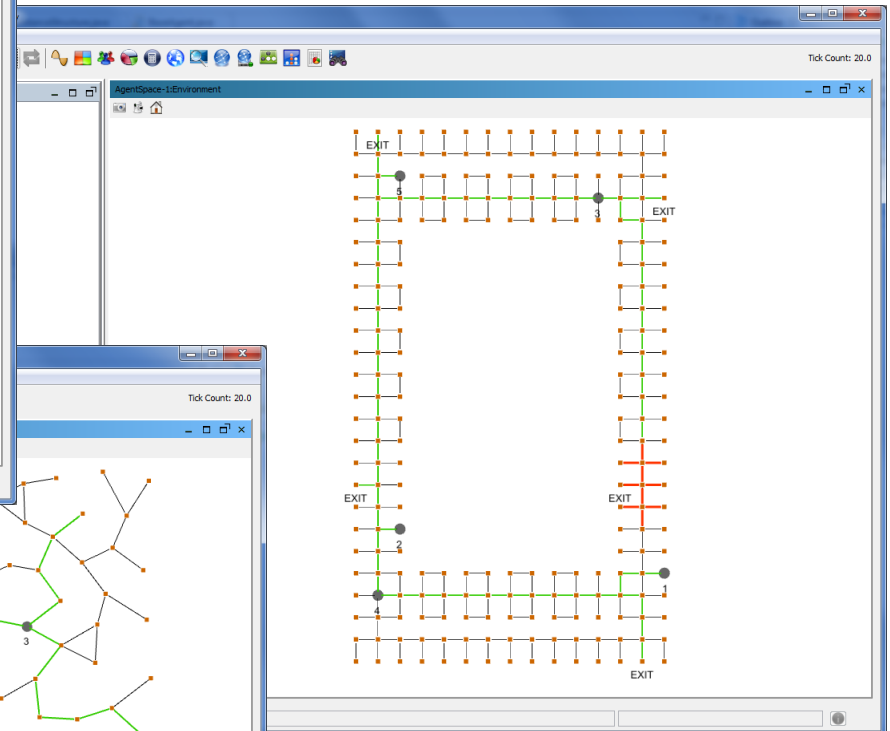 Tick Count: 20.0
AgentSpace-1:Environment
EXIT
5
3
EXIT
EXIT
EXIT
2
1
4
EXIT
Tick Count: 20.0
3